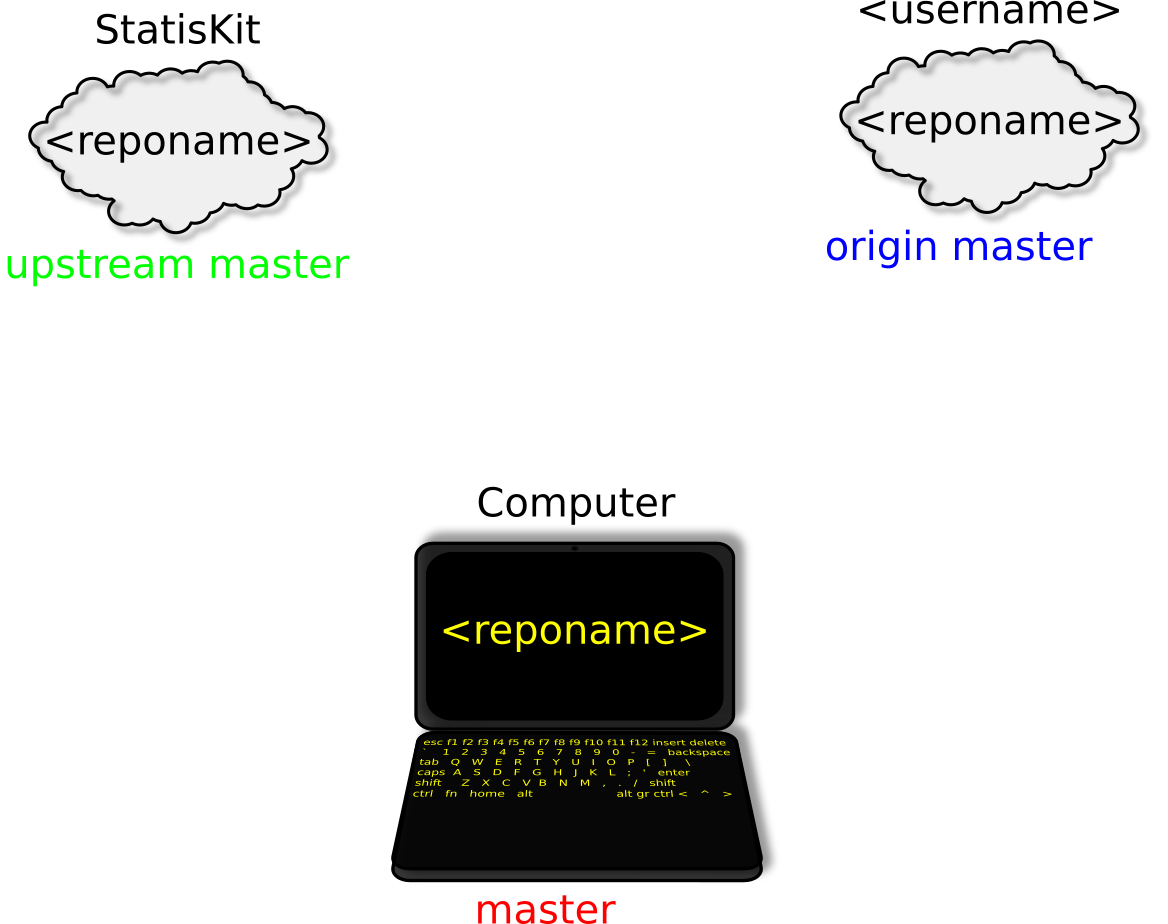 StatisKit
<username>
<reponame>
<reponame>
upstream master
origin master
Computer
<reponame>
esc f1 f2 f3 f4 f5 f6 f7 f8 f9 f10 f11 f12 insert delete
` 1 2 3 4 5 6 7 8 9 0 - = backspace
tab Q W E R T Y U I O P [ ] \
caps A S D F G H J K L ; ' enter
shift Z X C V B N M , . / shift
ctrl fn home alt alt gr ctrl < ^ >
master